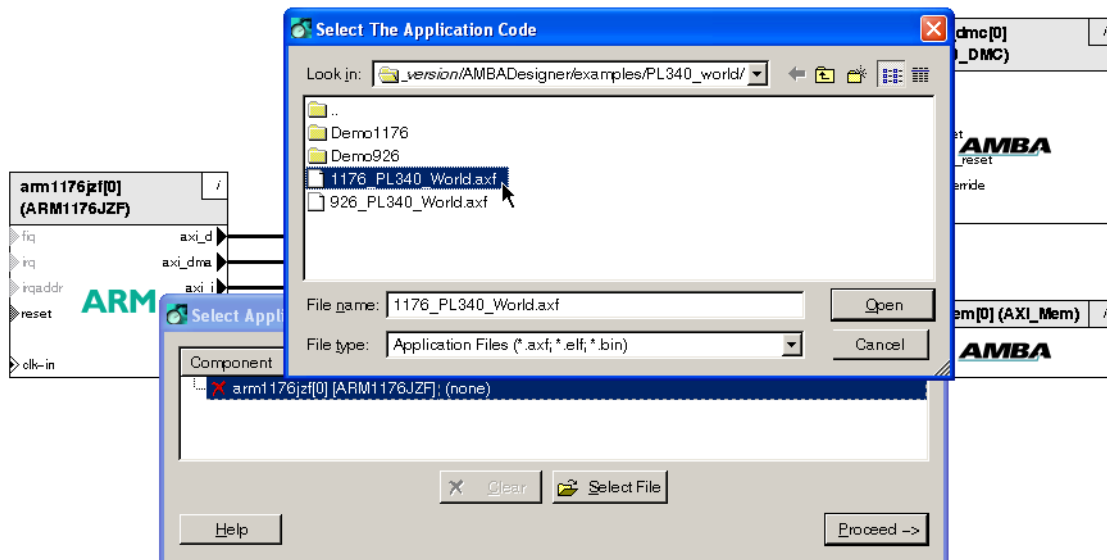 Select The Application Code
dmc[0]
_DMC)
Look in: _version/AMBADesigner/examples/PL340_world/
..
Demo1176
Demo926
1176_PL340_World.axf
926_PL340_World.axf
AMBA
_reset
erride
arm1176jzf[0]
(ARM1176JZF)
i
fiq
axi_d
irq
axi_dma
irqaddr
axi_i
reset
ARM
clk-in
File name: 1176_PL340_World.axf
Open
File type: Application Files (*.axf; *.elf; *.bin)
Cancel
em[0] (AXI_Mem)
AMBA
Select Appli
Component
arm1176jzf[0] [ARM1176JZF]; (none)
Clear
Select File
Help
Proceed ->